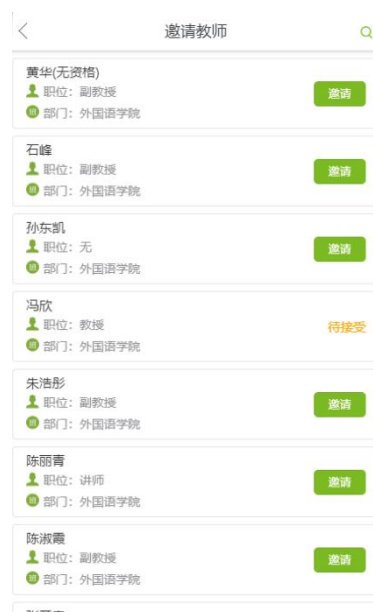 邀请教师
黄华(无资格)
职位：副教授
邀请
部门：外国语学院
石峰
职位：副教授
邀请
部门：外国语学院
孙东凯
职位：无
邀请
部门：外国语学院
冯欣
职位：教授
待接受
部门：外国语学院
朱浩彤
职位：副教授
邀请
部门：外国语学院
陈丽青
职位：讲师
邀请
部门：外国语学院
陈淑霞
职位：副教授
邀请
部门：外国语学院